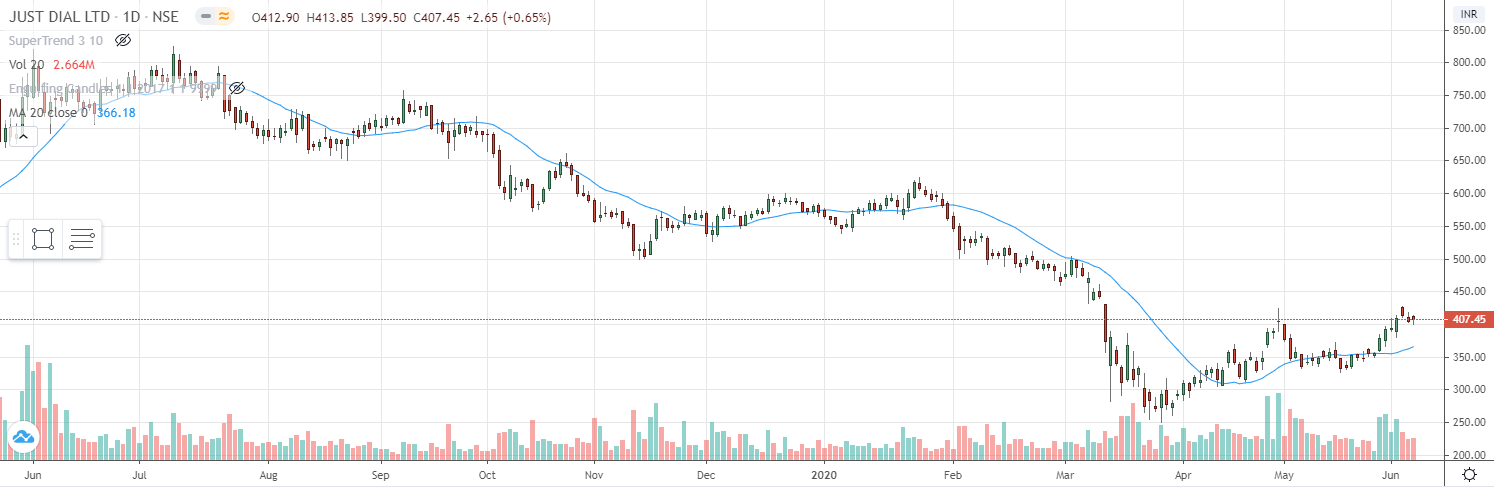 JUST DIAL LTD · 1D · NSE O412.90 H413.85 L399.50 C407.45 +2.65 (+0.65%)
INR
SuperTrend 3 10
Vol 20 2.664M
Engulfing Candles
MA 20 close 0 366.18
850.00
800.00
750.00
700.00
650.00
600.00
550.00
500.00
450.00
407.45
350.00
300.00
250.00
200.00
Jun Jul Aug Sep Oct Nov Dec 2020 Feb Mar Apr May Jun